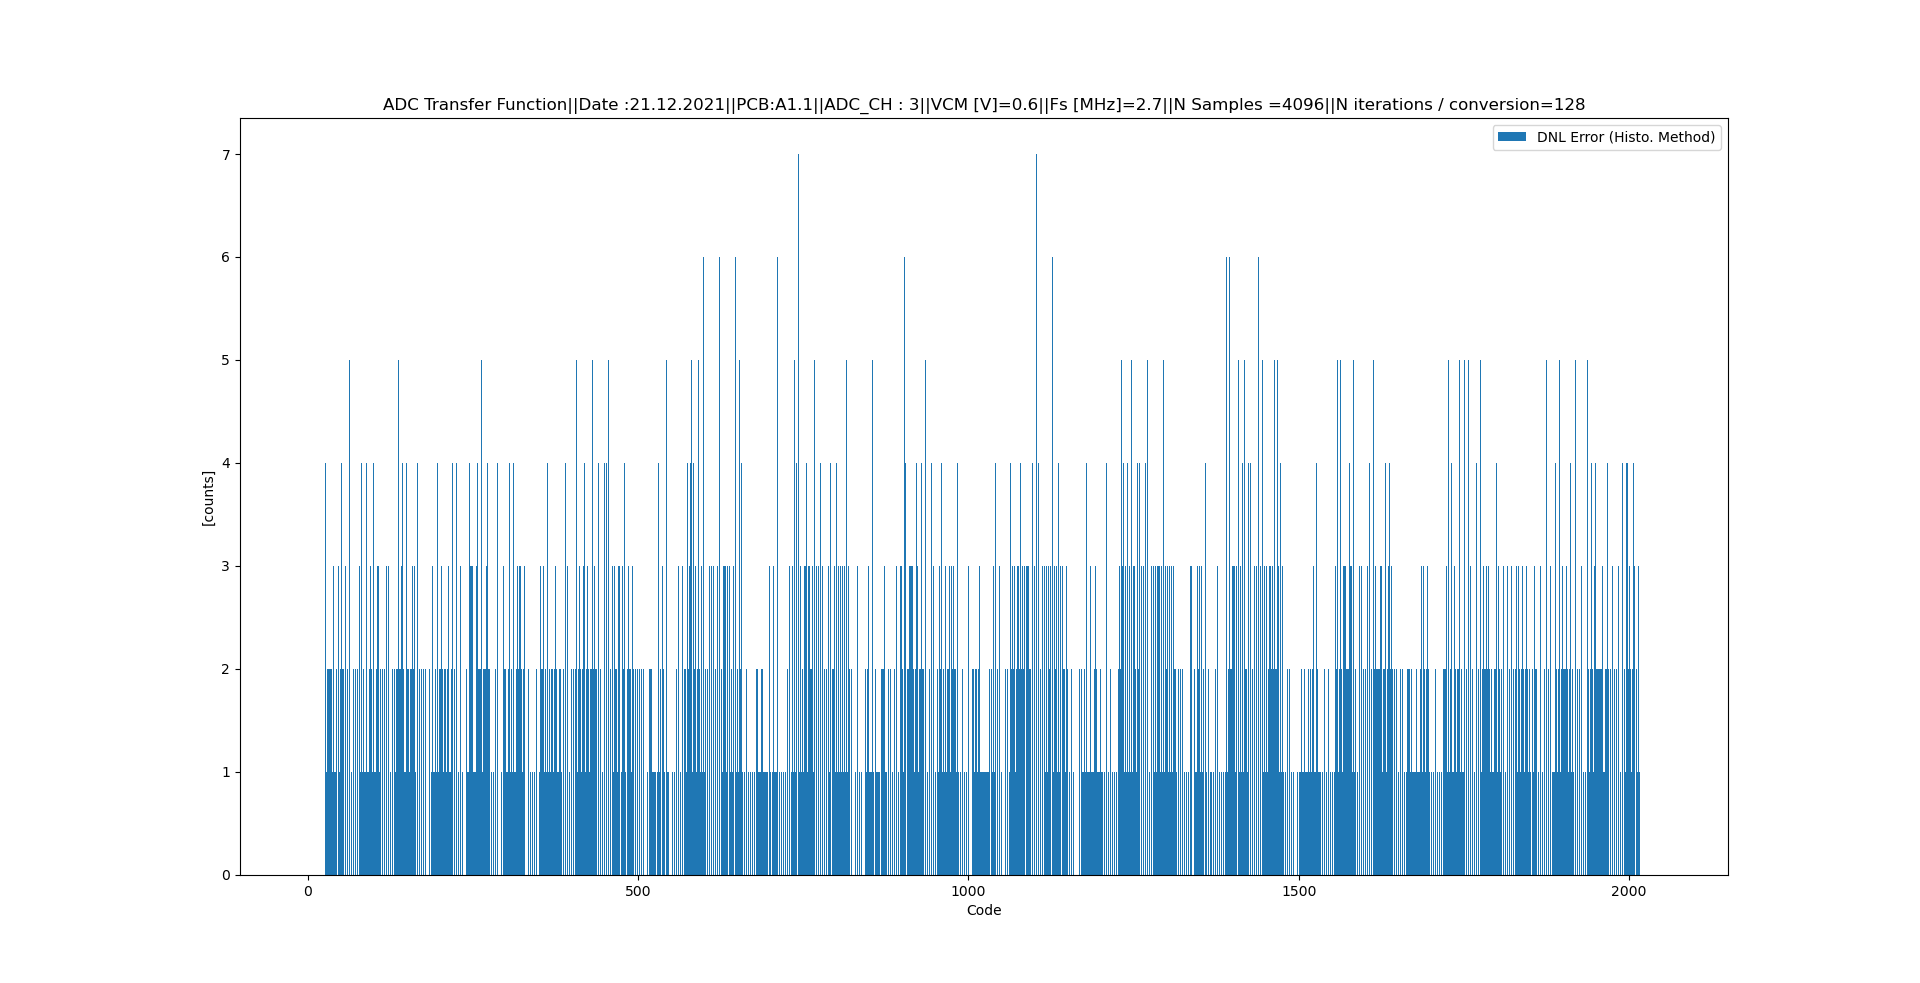 ADC Transfer Function||Date :21.12.2021||PCB:A1.1||ADC_CH : 3||VCM [V]=0.6||Fs [MHz]=2.7||N Samples =4096||N iterations / conversion=128
DNL Error (Histo. Method)
7
6
5
4
[counts]
3
2
1
0
0 500 1000 1500 2000
Code